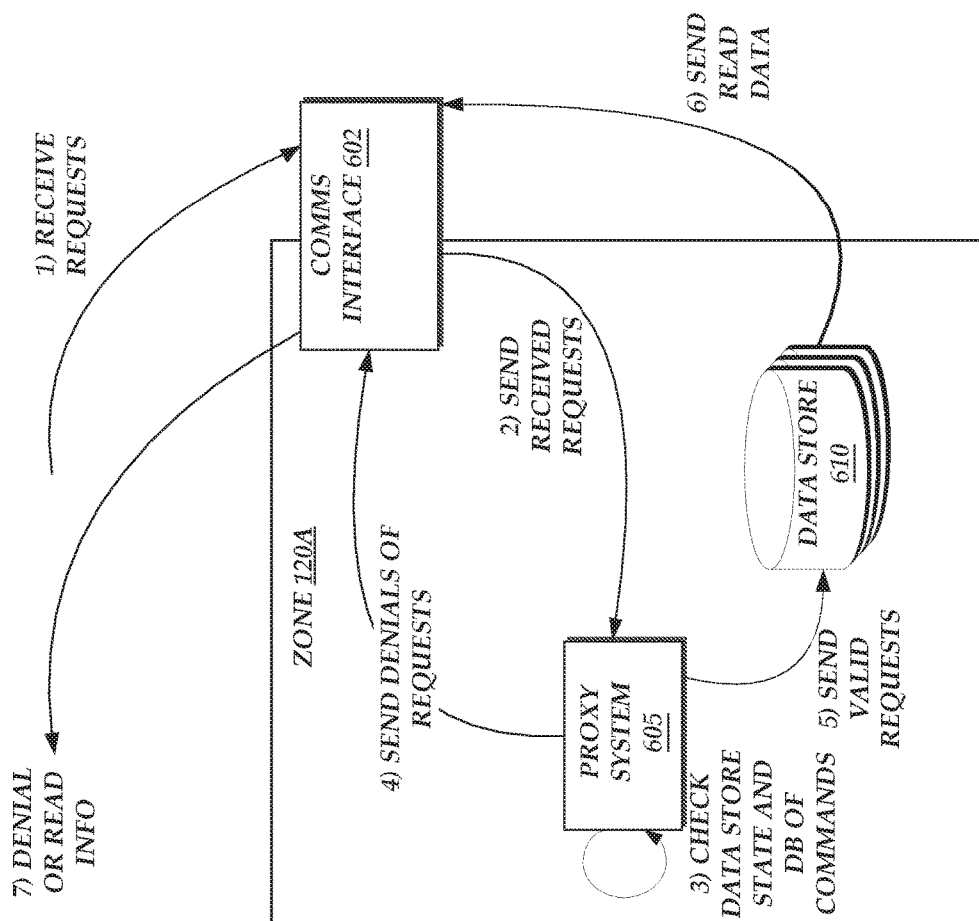 1) RECEIVE
REQUESTS
7) DENIAL
OR READ
INFO
ZONE 120A
COMMS
INTERFACE 602
2) SEND
RECEIVED
REQUESTS
4) SEND DENIALS OF
REQUESTS
PROXY
SYSTEM
605
3) CHECK
DATA STORE
STATE AND
DB OF
COMMANDS
5) SEND
VALID
REQUESTS
DATA STORE
610
6) SEND
READ
DATA